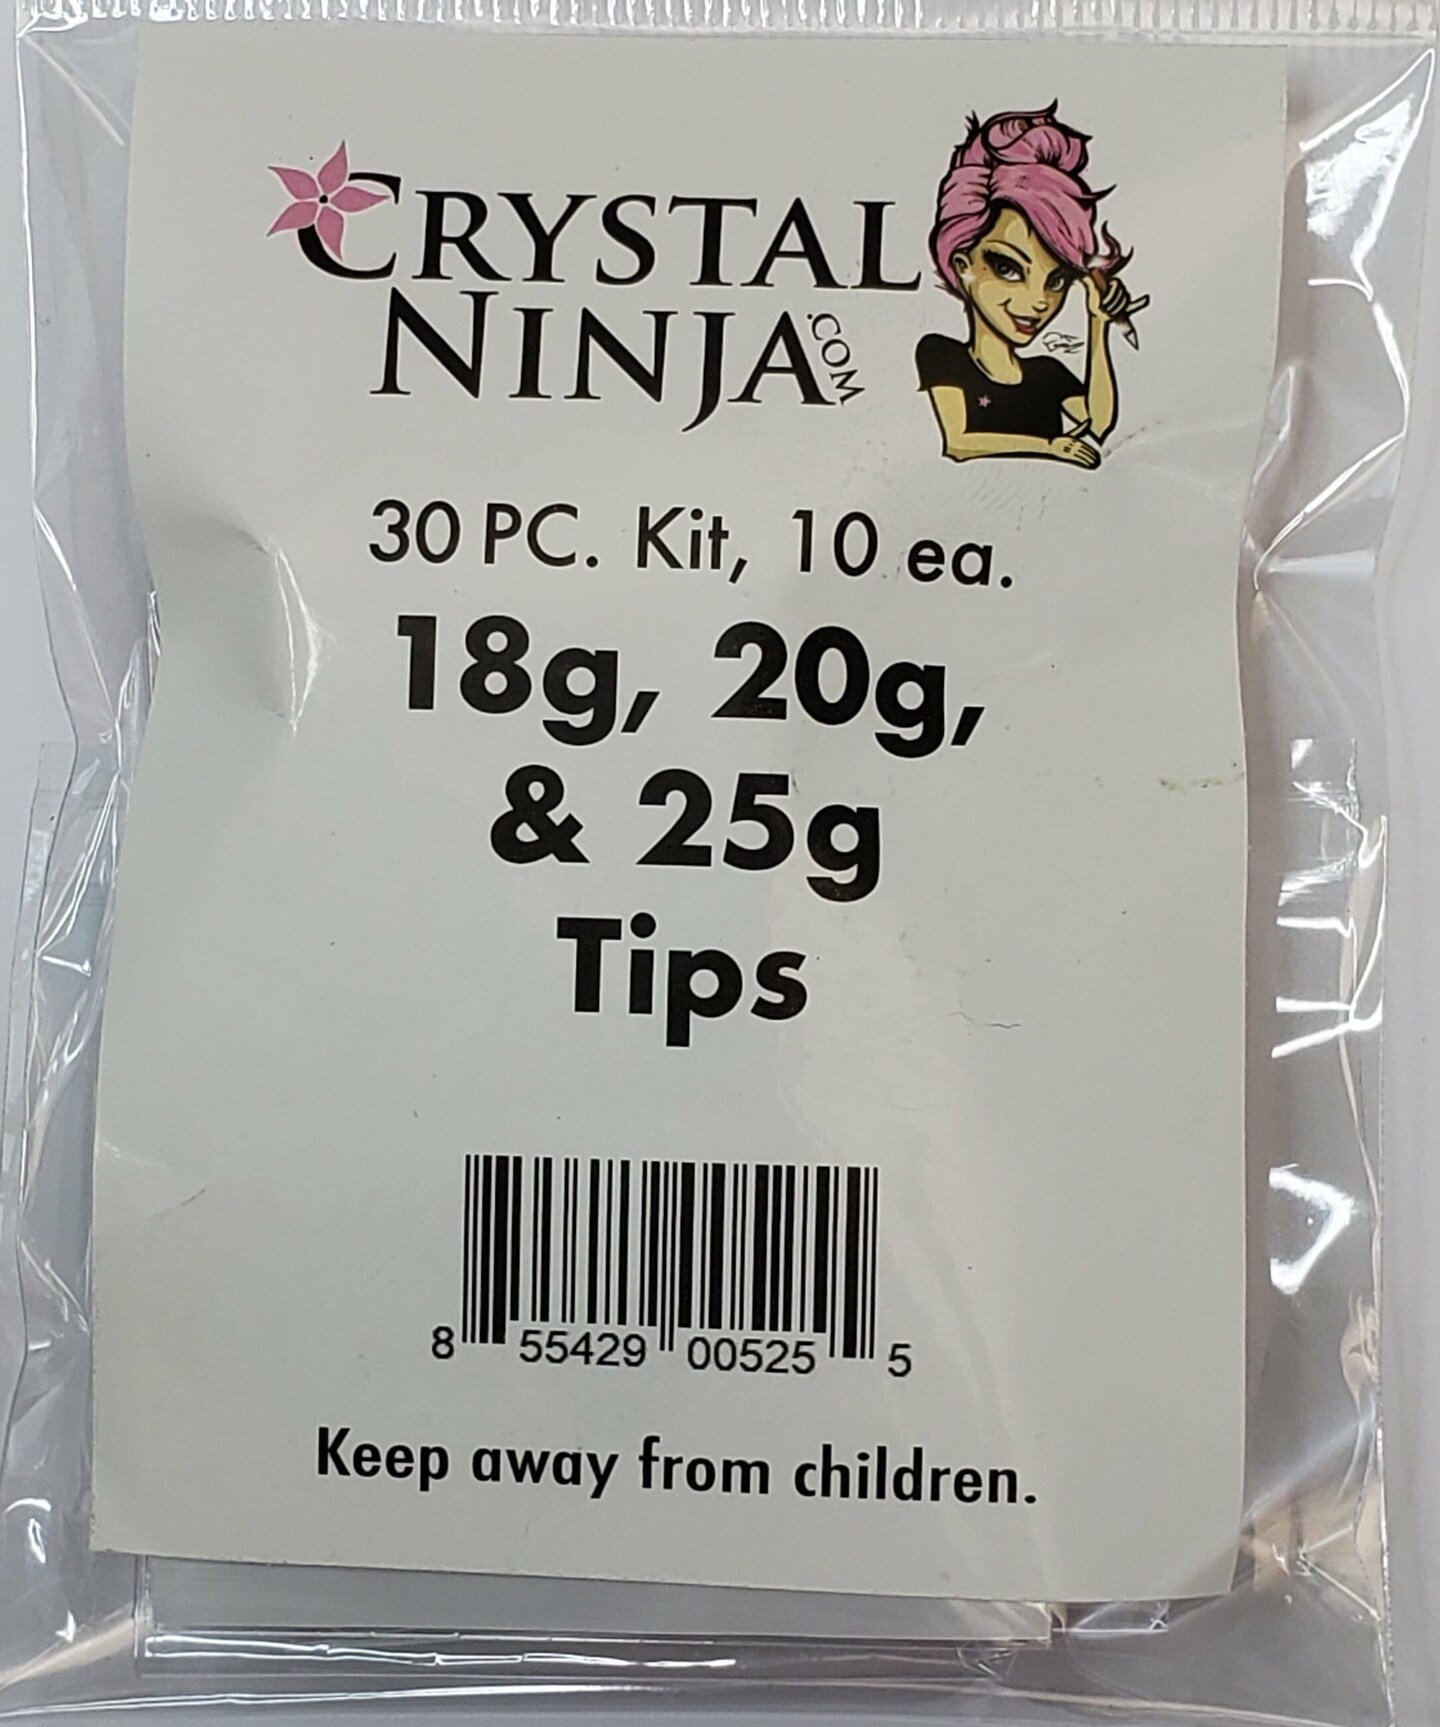 CRYSTAL
NINJA.COM
30 PC. Kit, 10 ea.
18g, 20g,
& 25g
Tips
8 55429 00525 5
Keep away from children.